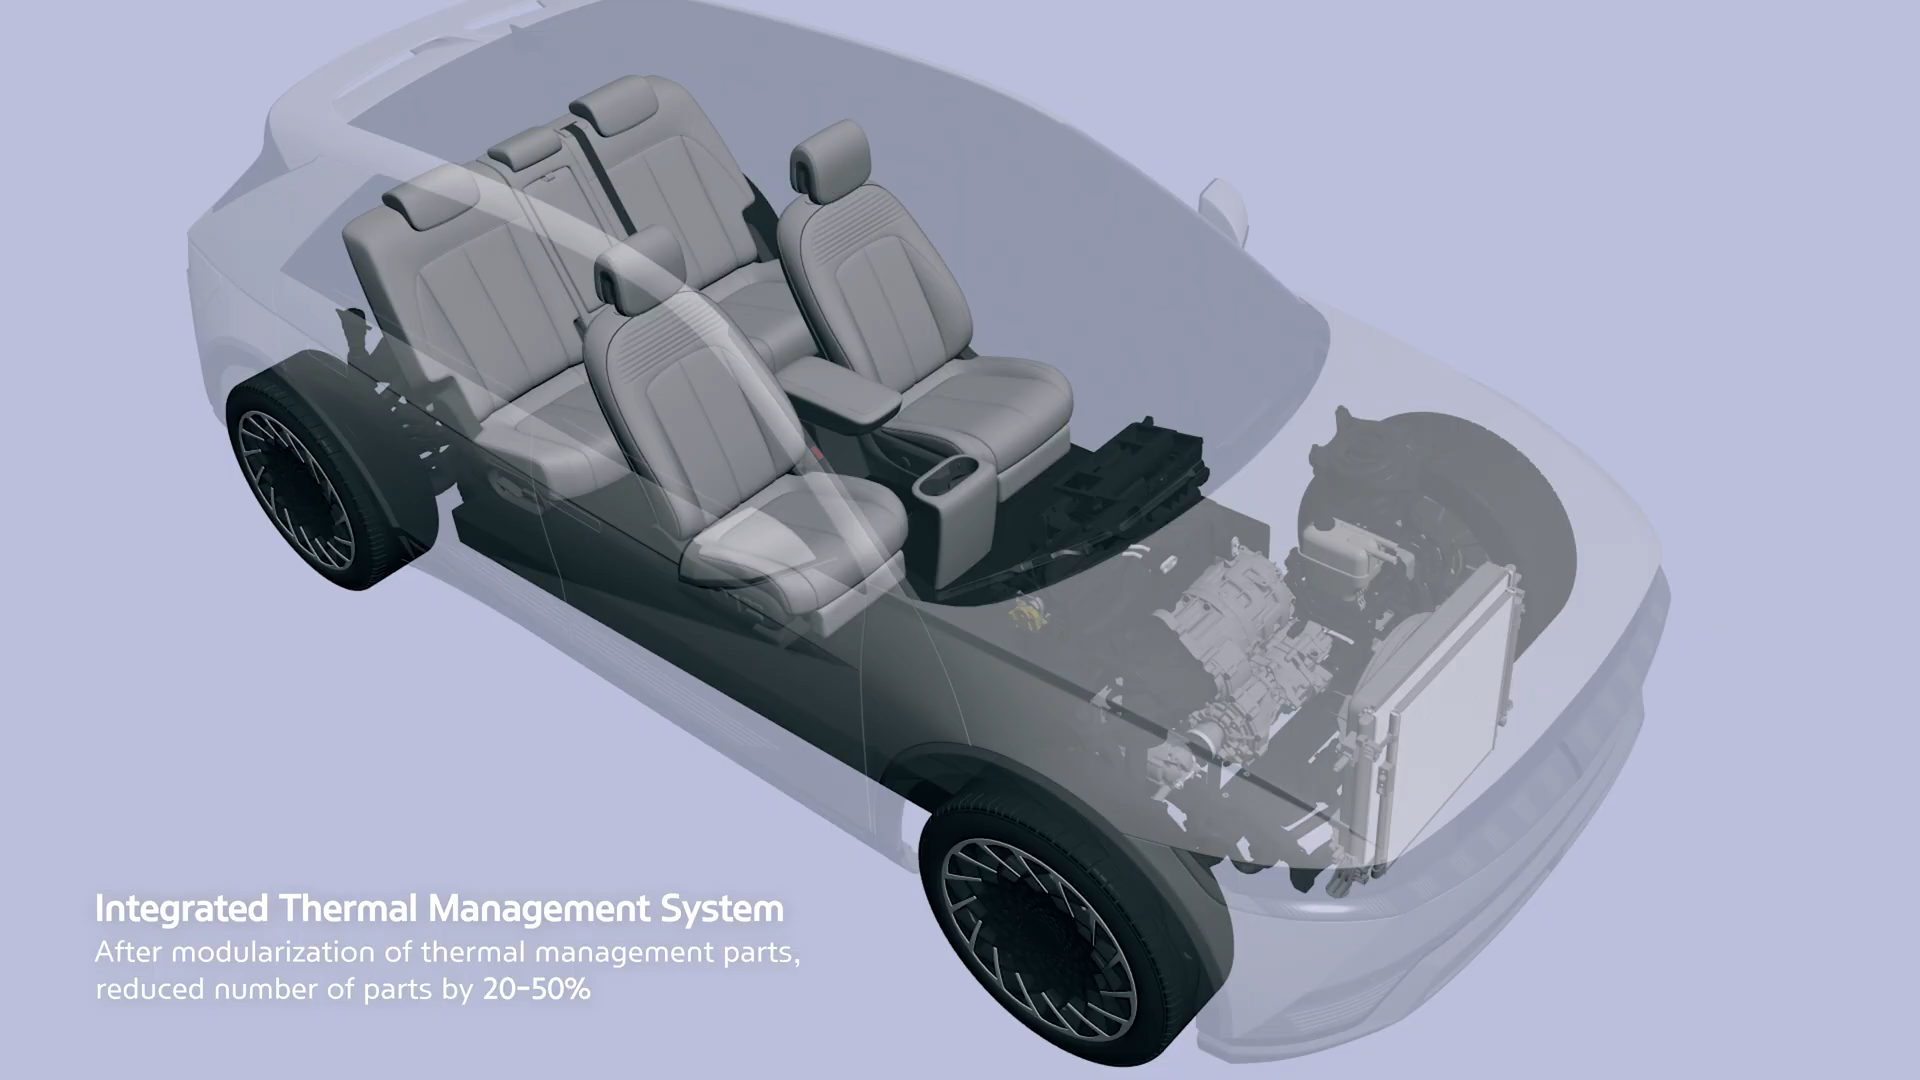 Integrated Thermal Management System
After modularization of thermal management parts,
reduced number of parts by 20-50%